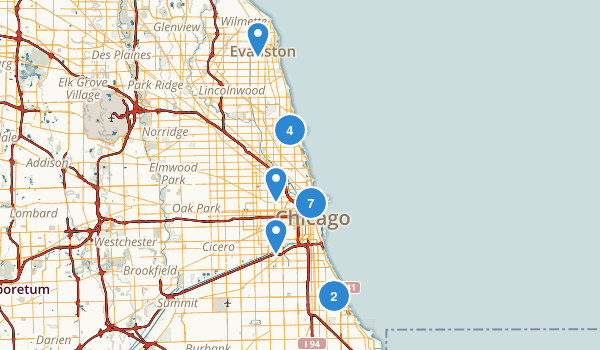 Wilmette
Glenview
Evanston
Des Plaines
Elk Grove
Village
Park Ridge
Lincolnwood
4
Norridge
Addison
Elmwood
Park
7
Oak Park
Lombard
Chicago
Westchester
Cicero
Brookfield
boretum
2
Summit
I 94
Darien
Burbank